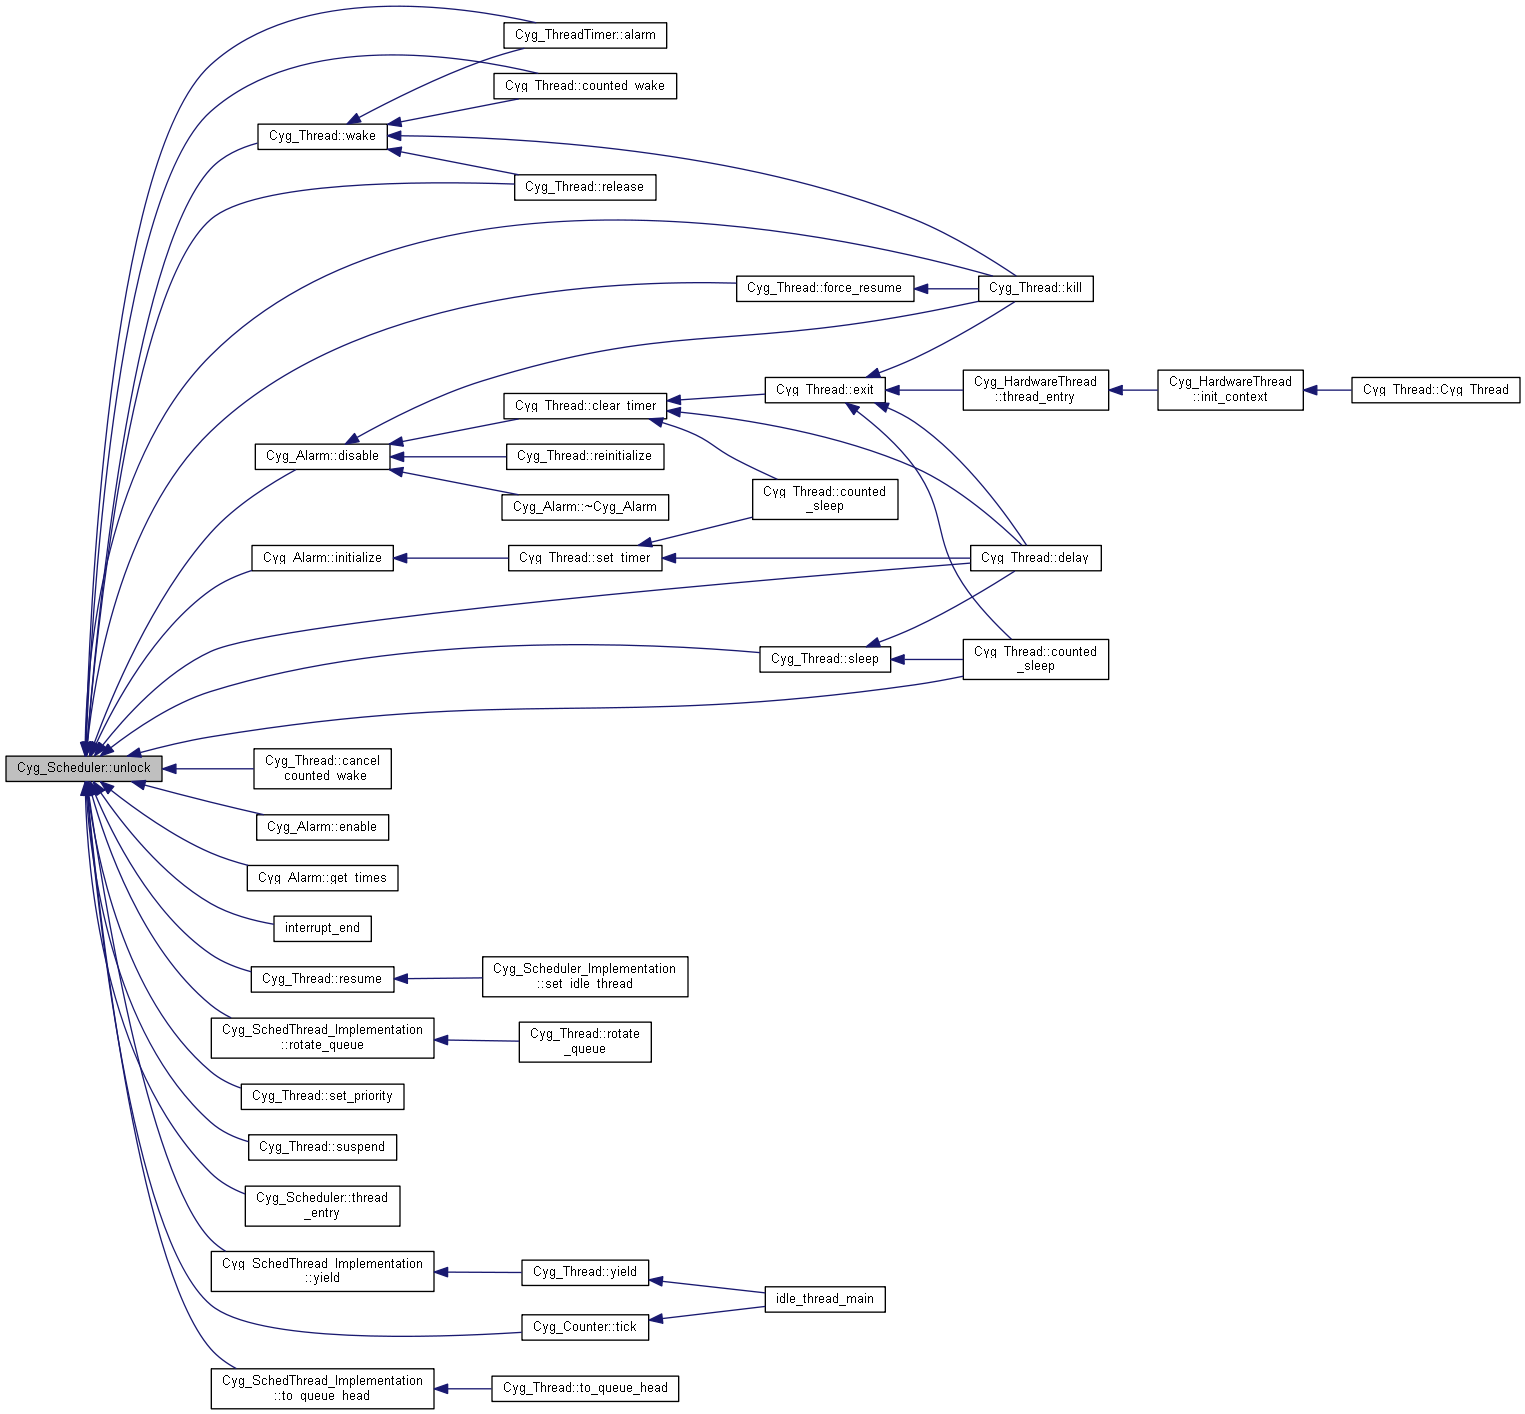 Cyg_ThreadTimer::alarm
Cyg_Thread::counted_wake
Cyg_Thread::wake
Cyg_Thread::release
Cyg_Thread::force_resume
Cyg_Thread::kill
Cyg_Thread::exit
Cyg_HardwareThread
::thread_entry
Cyg_HardwareThread
::init_context
Cyg_Thread::Cyg_Thread
Cyg_Thread::clear_timer
Cyg_Alarm::disable
Cyg_Thread::reinitialize
Cyg_Thread::counted
_sleep
Cyg_Alarm::~Cyg_Alarm
Cyg_Alarm::initialize
Cyg_Thread::set_timer
Cyg_Thread::delay
Cyg_Thread::sleep
Cyg_Thread::counted
_sleep
Cyg_Scheduler::unlock
Cyg_Thread::cancel
_counted_wake
Cyg_Alarm::enable
Cyg_Alarm::get_times
interrupt_end
Cyg_Thread::resume
Cyg_Scheduler_Implementation
::set_idle_thread
Cyg_SchedThread_Implementation
::rotate_queue
Cyg_Thread::rotate
_queue
Cyg_Thread::set_priority
Cyg_Thread::suspend
Cyg_Scheduler::thread
_entry
Cyg_SchedThread_Implementation
::yield
Cyg_Thread::yield
idle_thread_main
Cyg_Counter::tick
Cyg_SchedThread_Implementation
::to_queue_head
Cyg_Thread::to_queue_head